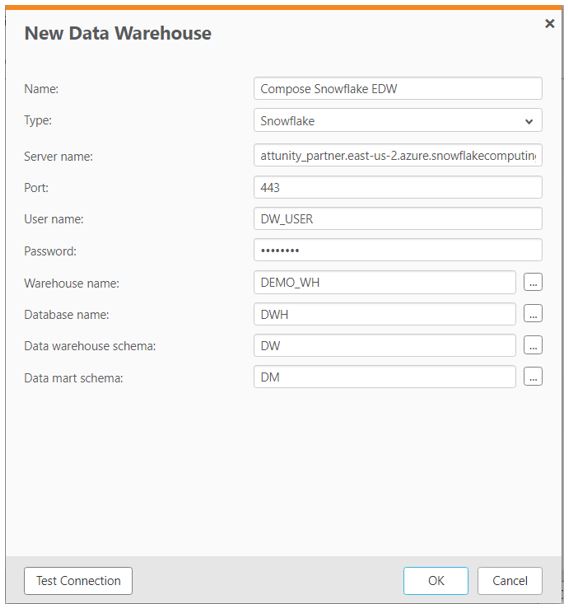 New Data Warehouse
Name: Compose Snowflake EDW
Type: Snowflake
Server name: attunity_partner.east-us-2.azure.snowflakecomputing
Port: 443
User name: DW_USER
Password: ••••••••
Warehouse name: DEMO_WH ...
Database name: DWH ...
Data warehouse schema: DW ...
Data mart schema: DM ...
Test Connection OK Cancel